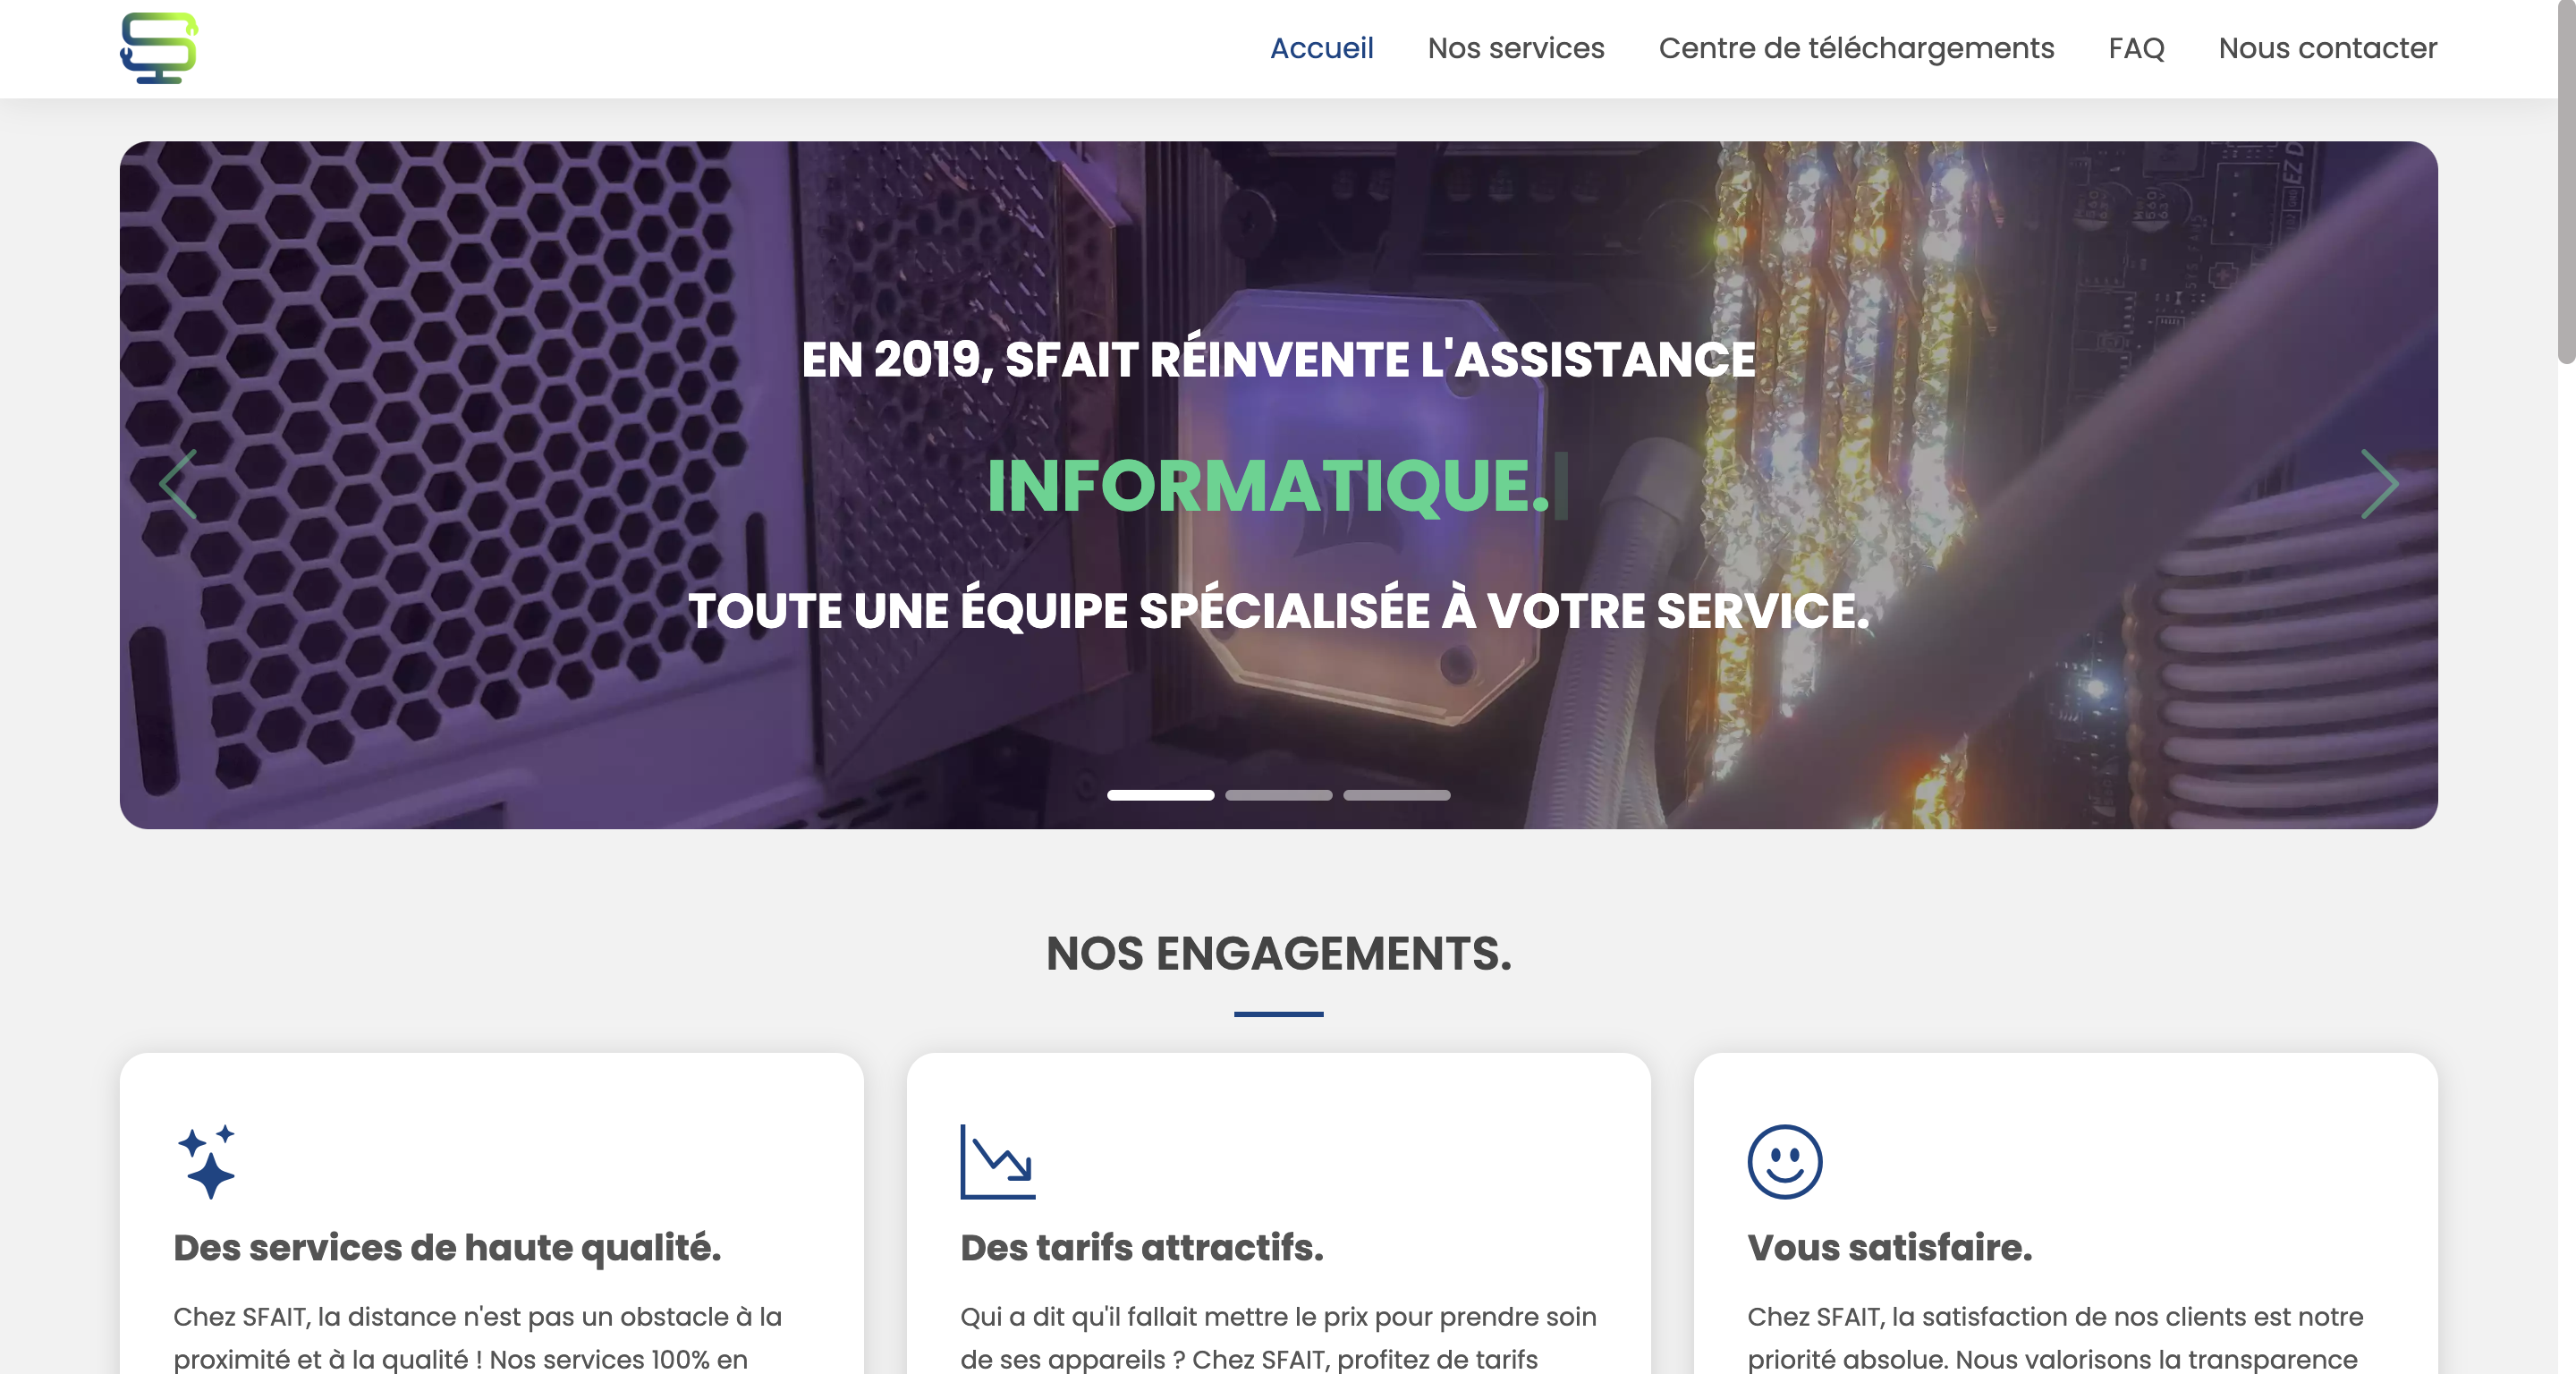 Accueil Nos services Centre de téléchargements FAQ Nous contacter
EN 2019, SFAIT RÉINVENTE L'ASSISTANCE
INFORMATIQUE.
TOUTE UNE ÉQUIPE SPÉCIALISÉE À VOTRE SERVICE.
NOS ENGAGEMENTS.
Des services de haute qualité.
Chez SFAIT, la distance n'est pas un obstacle à la
proximité et à la qualité ! Nos services 100% en
Des tarifs attractifs.
Qui a dit qu'il fallait mettre le prix pour prendre soin
de ses appareils ? Chez SFAIT, profitez de tarifs
Vous satisfaire.
Chez SFAIT, la satisfaction de nos clients est notre
priorité absolue. Nous valorisons la transparence